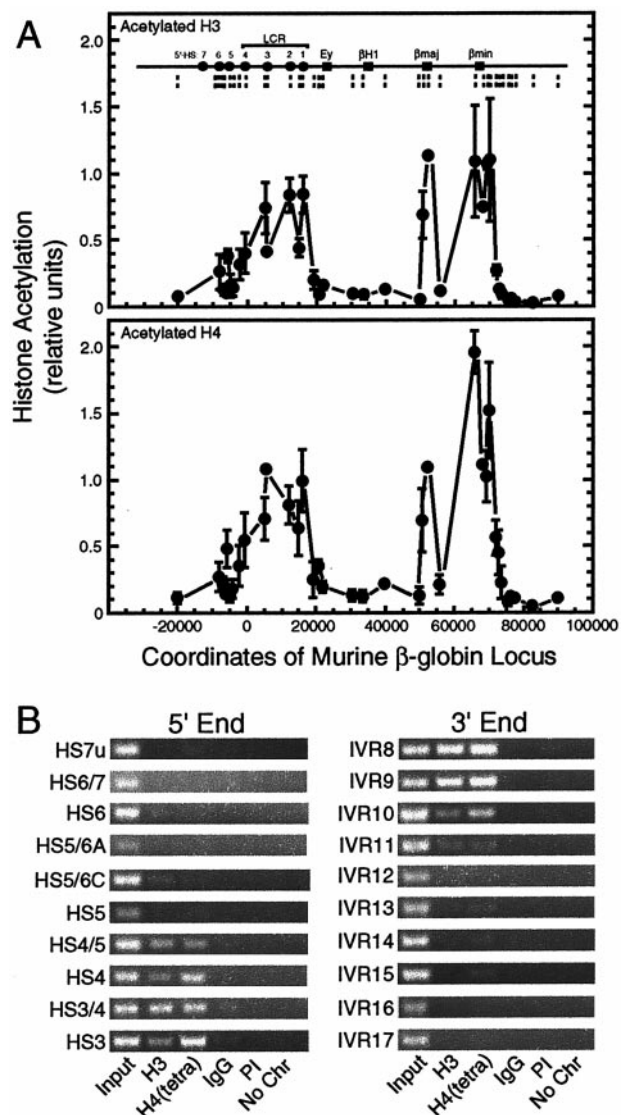 A
Acetylated H3
LCR
5'-HS: 7 6 5 4 3 2 1 Ey βH1 βmaj βmin
2.0
1.5
1.0
0.5
0
Acetylated H4
2.0
1.5
1.0
0.5
0
Histone Acetylation
(relative units)
-20000 0 20000 40000 60000 80000 100000
Coordinates of Murine β-globin Locus
B
5' End
HS7u
HS6/7
HS6
HS5/6A
HS5/6C
HS5
HS4/5
HS4
HS3/4
HS3
Input
H3
H4(tetra)
IgG
PI
No Chr
3' End
IVR8
IVR9
IVR10
IVR11
IVR12
IVR13
IVR14
IVR15
IVR16
IVR17
Input
H3
H4(tetra)
IgG
PI
No Chr